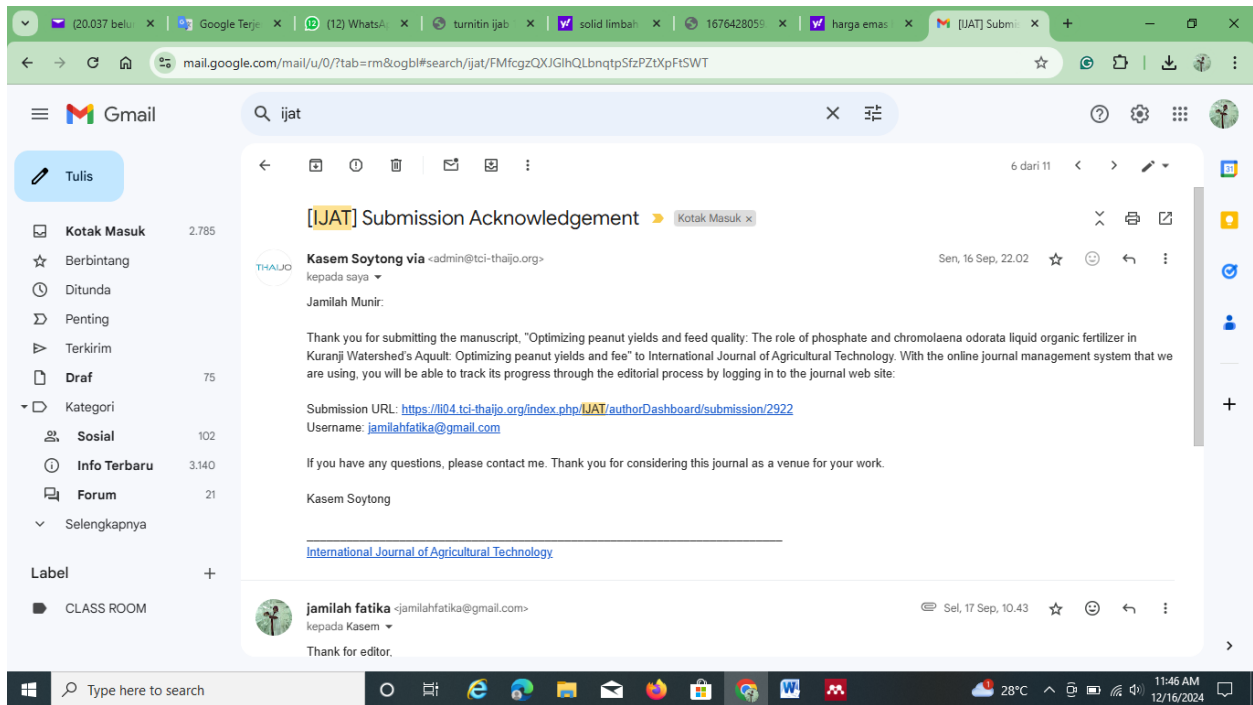 (20.037 belu
Google Terje
(12) WhatsA
turnitin ijab
solid limbah
1676428059
harga emas
[IJAT] Submi
mail.google.com/mail/u/0/?tab=rm&ogbl#search/ijat/FMfcgzQXJGlhQLbnqtpSfzPZtXpFtSWT
Gmail
ijat
Tulis
6 dari 11
Kotak Masuk 2.785
Berbintang
Ditunda
Penting
Terkirim
Draf 75
Kategori
Sosial 102
Info Terbaru 3.140
Forum 21
Selengkapnya
Label
CLASS ROOM
[IJAT] Submission Acknowledgement
Kotak Masuk ×
THAIJO
Kasem Soytong via <admin@tci-thaijo.org>
Sen, 16 Sep, 22.02
kepada saya
Jamilah Munir:
Thank you for submitting the manuscript, "Optimizing peanut yields and feed quality: The role of phosphate and chromolaena odorata liquid organic fertilizer in
Kuranji Watershed's Aquult: Optimizing peanut yields and fee" to International Journal of Agricultural Technology. With the online journal management system that we
are using, you will be able to track its progress through the editorial process by logging in to the journal web site:
Submission URL: https://li04.tci-thaijo.org/index.php/IJAT/authorDashboard/submission/2922
Username: jamilahfatika@gmail.com
If you have any questions, please contact me. Thank you for considering this journal as a venue for your work.
Kasem Soytong
International Journal of Agricultural Technology
jamilah fatika <jamilahfatika@gmail.com>
Sel, 17 Sep, 10.43
kepada Kasem
Thank for editor,
31
Type here to search
1
28°C
11:46 AM
12/16/2024